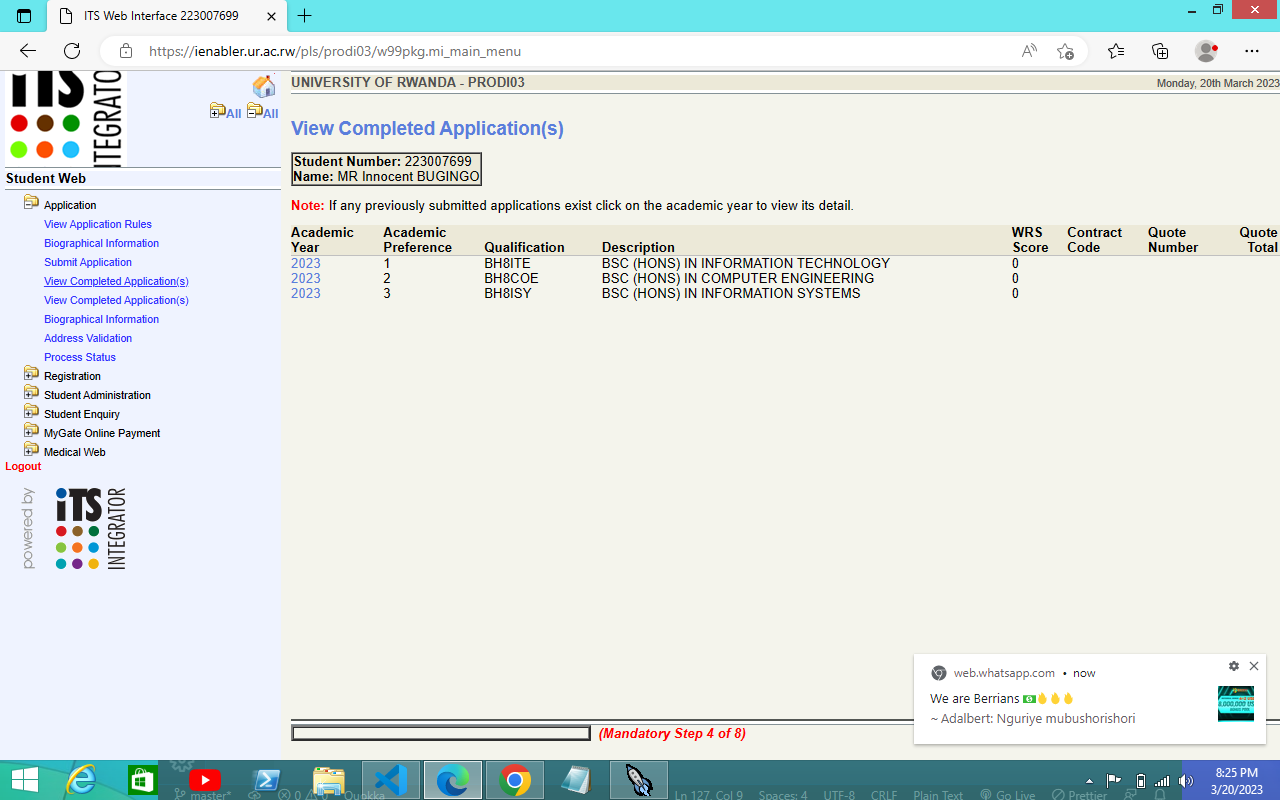 ITS Web Interface 223007699
https://ienabler.ur.ac.rw/pls/prodi03/w99pkg.mi_main_menu
iTS INTEGRATOR
All All
Student Web
Application
View Application Rules
Biographical Information
Submit Application
View Completed Application(s)
View Completed Application(s)
Biographical Information
Address Validation
Process Status
Registration
Student Administration
Student Enquiry
MyGate Online Payment
Medical Web
Logout
powered by iTS INTEGRATOR
UNIVERSITY OF RWANDA - PRODI03 Monday, 20th March 2023
View Completed Application(s)
Student Number: 223007699
Name: MR Innocent BUGINGO
Note: If any previously submitted applications exist click on the academic year to view its detail.
Academic Academic WRS Contract Quote Quote
Year Preference Qualification Description Score Code Number Total
2023 1 BH8ITE BSC (HONS) IN INFORMATION TECHNOLOGY 0
2023 2 BH8COE BSC (HONS) IN COMPUTER ENGINEERING 0
2023 3 BH8ISY BSC (HONS) IN INFORMATION SYSTEMS 0
web.whatsapp.com • now
We are Berrians 💵🔥🔥🔥
~ Adalbert: Nguriye mubushorishori
(Mandatory Step 4 of 8)
8:25 PM
3/20/2023
master* 0 0 Quokka Ln 127, Col 9 Spaces: 4 UTF-8 CRLF Plain Text Go Live Prettier